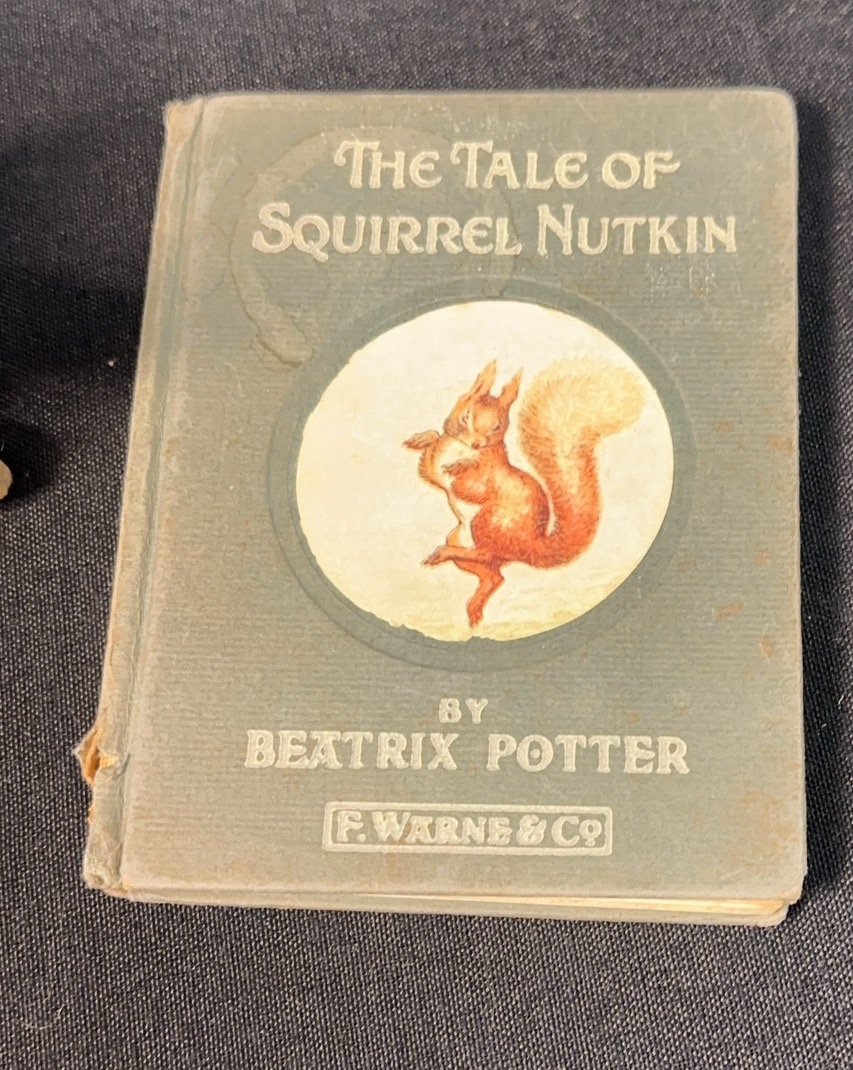 THE TALE OF
SQUIRREL NUTKIN
BY
BEATRIX POTTER
F. WARNE & Co